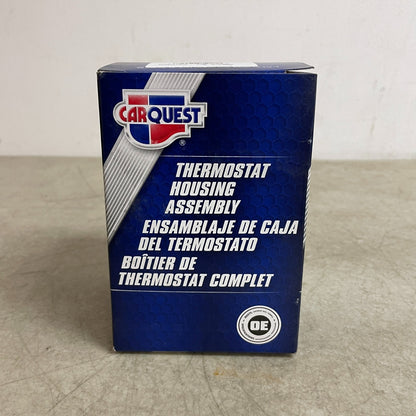 CARQUEST
®
THERMOSTAT
HOUSING
ASSEMBLY
ENSAMBLAJE DE CAJA
DEL TERMOSTATO
BOÎTIER DE
THERMOSTAT COMPLET
OE